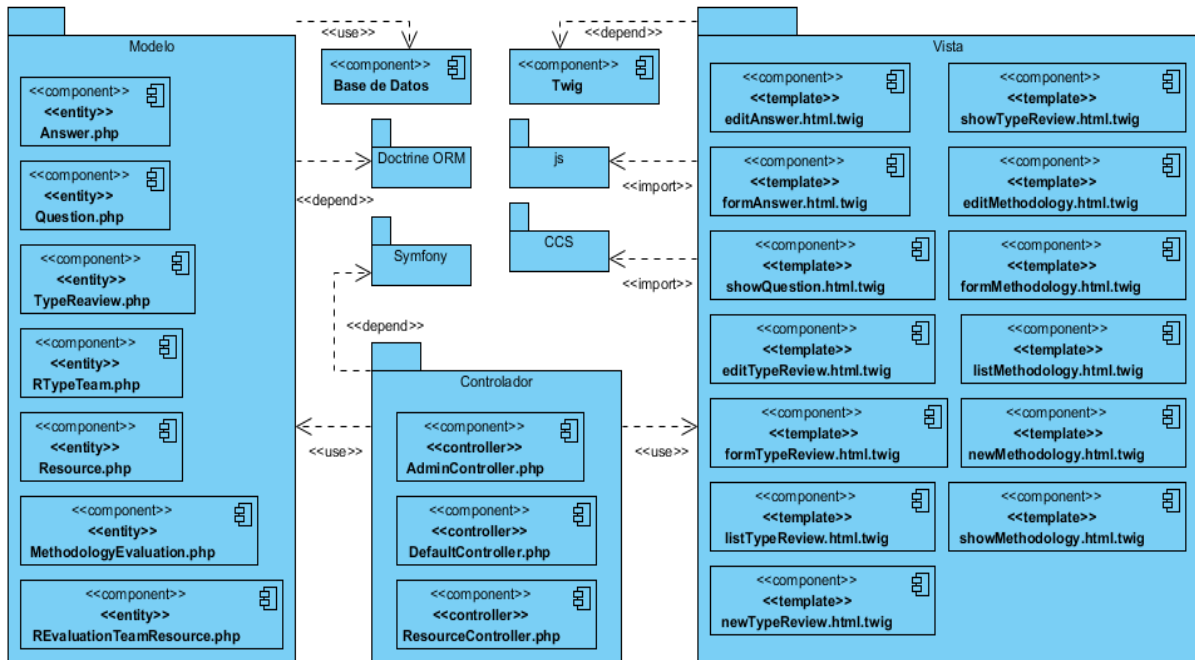 Modelo
<<component>>
<<entity>>
Answer.php
<<component>>
<<entity>>
Question.php
<<component>>
<<entity>>
TypeReaview.php
<<component>>
<<entity>>
RTypeTeam.php
<<component>>
<<entity>>
Resource.php
<<component>>
<<entity>>
MethodologyEvaluation.php
<<component>>
<<entity>>
REvaluationTeamResource.php
<<use>>
<<component>>
Base de Datos
<<depend>>
<<component>>
Twig
Doctrine ORM
<<depend>>
js
<<import>>
Symfony
<<depend>>
CCS
<<import>>
Controlador
<<component>>
<<controller>>
AdminController.php
<<component>>
<<controller>>
DefaultController.php
<<component>>
<<controller>>
ResourceController.php
<<use>>
<<use>>
Vista
<<component>>
<<template>>
editAnswer.html.twig
<<component>>
<<template>>
showTypeReview.html.twig
<<component>>
<<template>>
formAnswer.html.twig
<<component>>
<<template>>
editMethodology.html.twig
<<component>>
<<template>>
showQuestion.html.twig
<<component>>
<<template>>
formMethodology.html.twig
<<component>>
<<template>>
editTypeReview.html.twig
<<component>>
<<template>>
listMethodology.html.twig
<<component>>
<<template>>
formTypeReview.html.twig
<<component>>
<<template>>
newMethodology.html.twig
<<component>>
<<template>>
listTypeReview.html.twig
<<component>>
<<template>>
showMethodology.html.twig
<<component>>
<<template>>
newTypeReview.html.twig